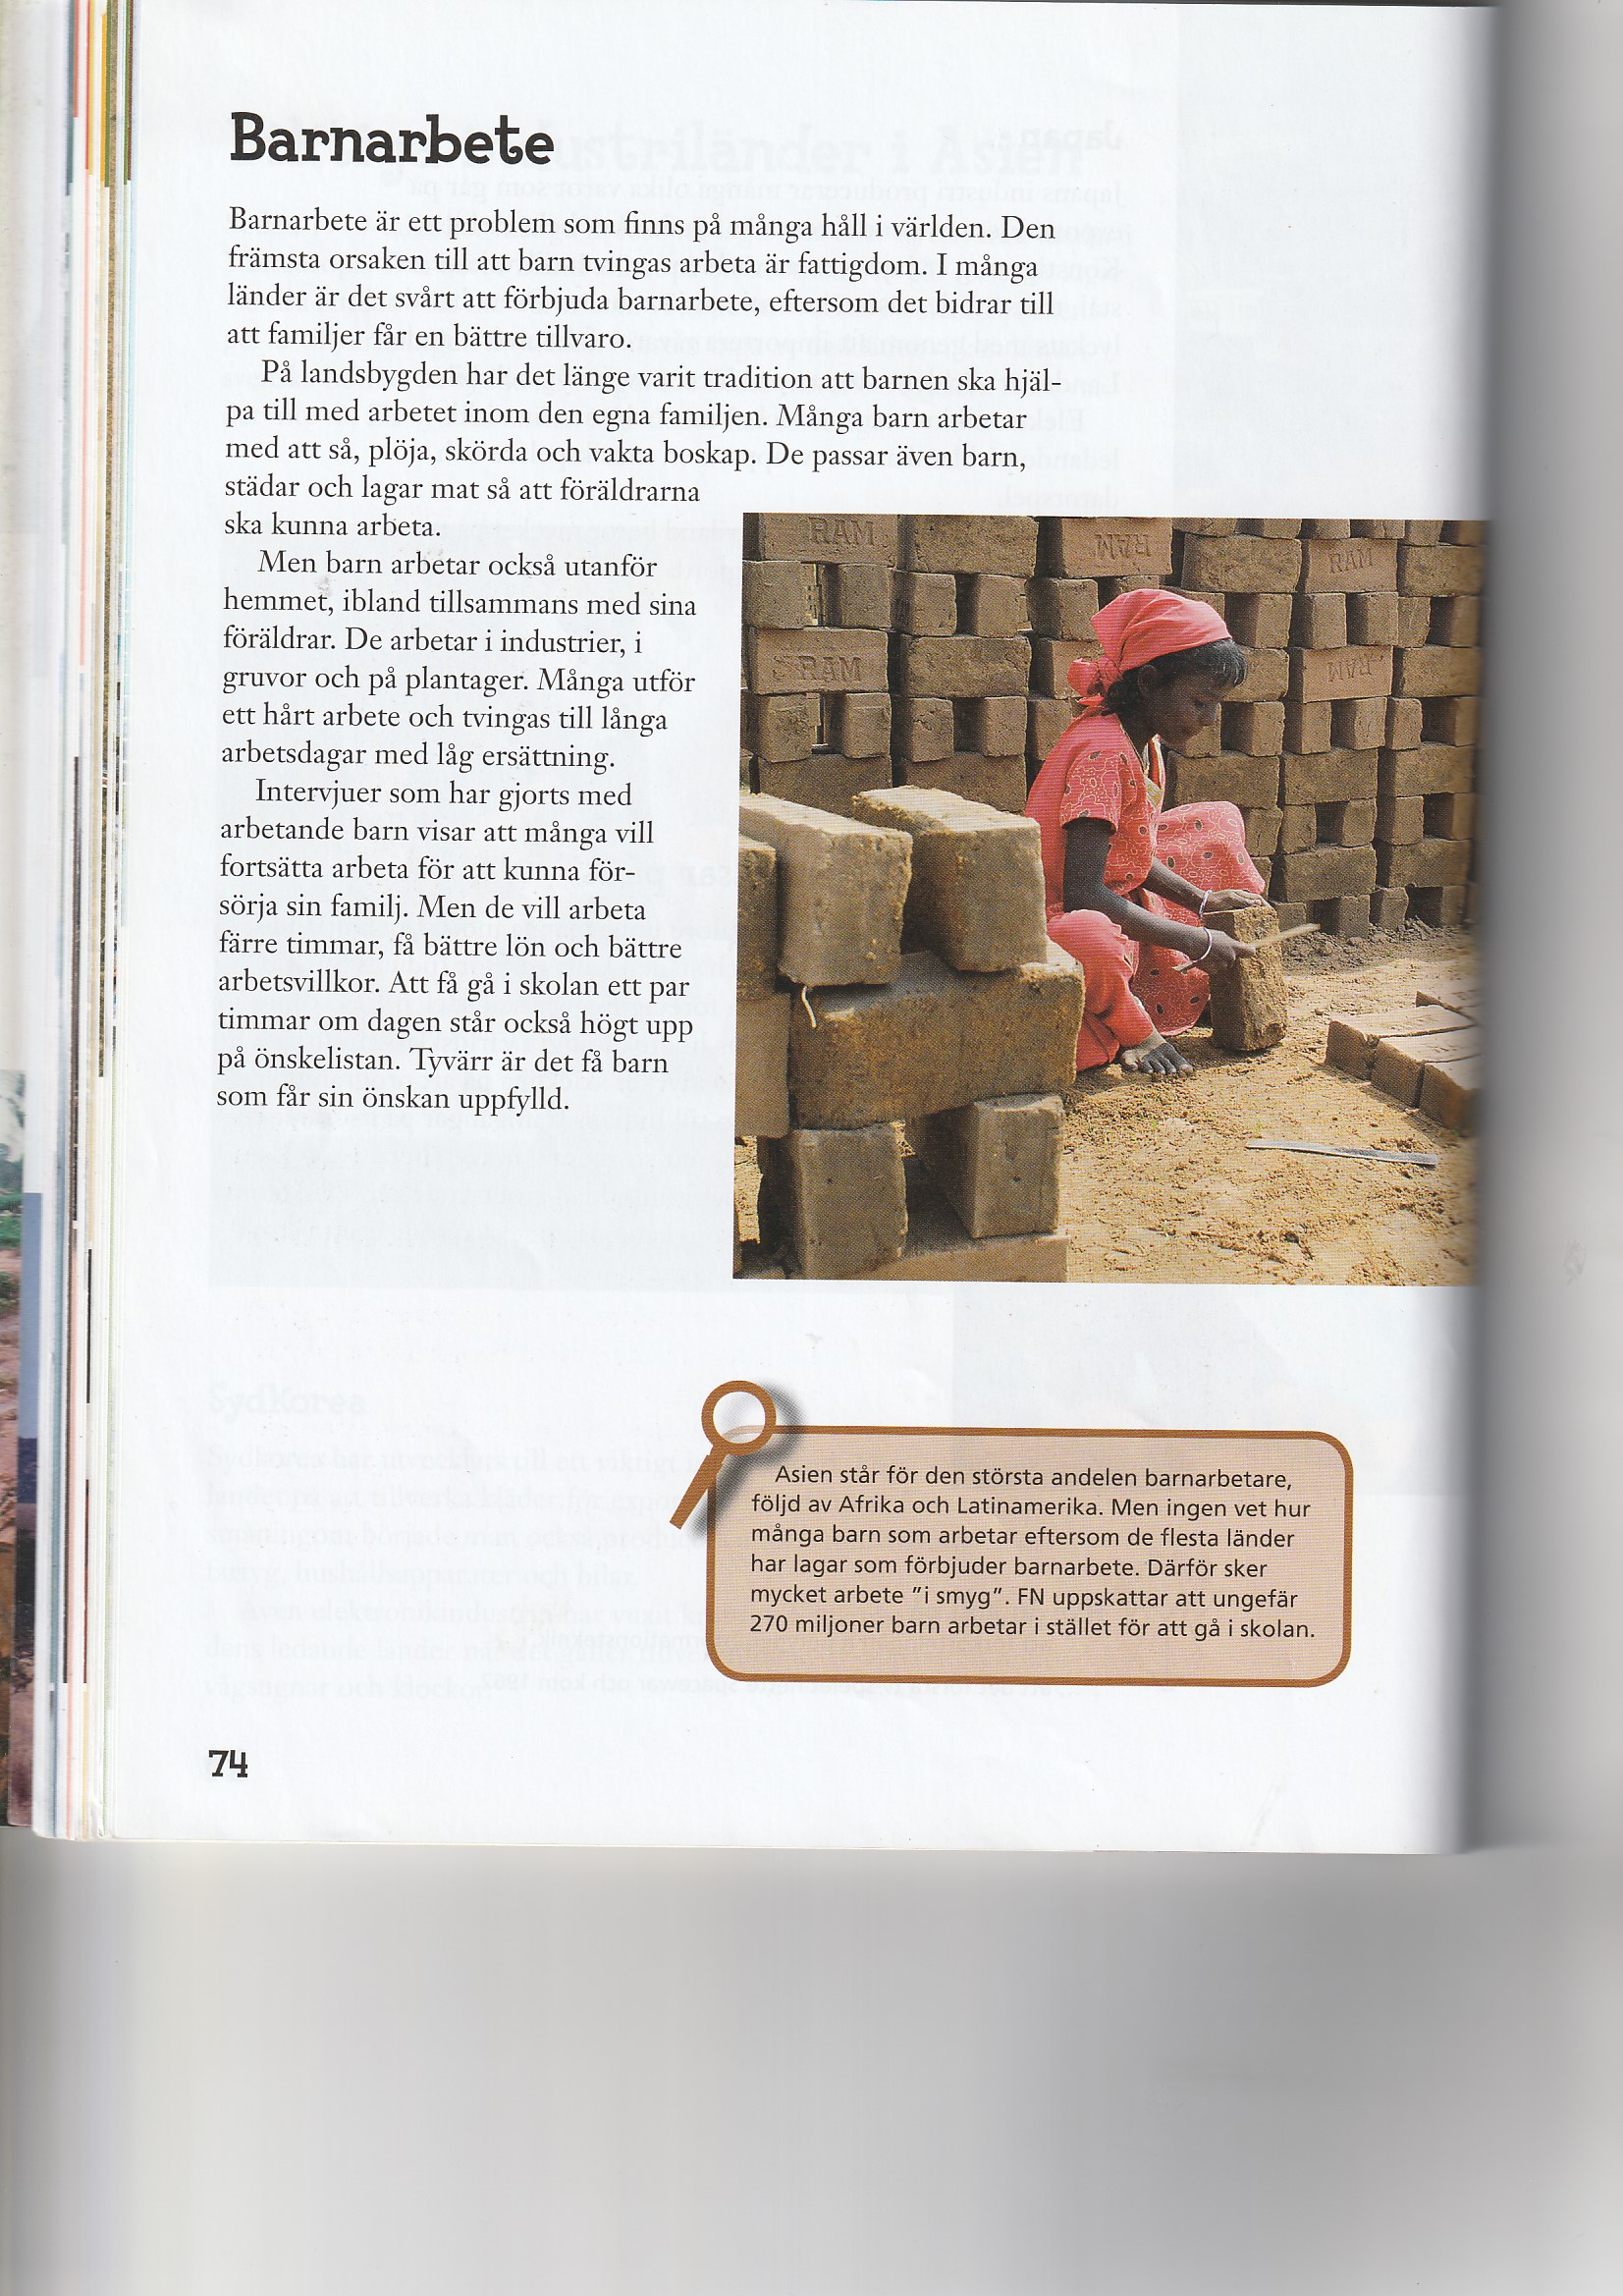 Barnarbete
Barnarbete är ett problem som finns på många håll i världen. Den
främsta orsaken till att barn tvingas arbeta är fattigdom. I många
länder är det svårt att förbjuda barnarbete, eftersom det bidrar till
att familjer får en bättre tillvaro.
På landsbygden har det länge varit tradition att barnen ska hjäl-
pa till med arbetet inom den egna familjen. Många barn arbetar
med att så, plöja, skörda och vakta boskap. De passar även barn,
städar och lagar mat så att föräldrarna
ska kunna arbeta.
Men barn arbetar också utanför
hemmet, ibland tillsammans med sina
föräldrar. De arbetar i industrier, i
gruvor och på plantager. Många utför
ett hårt arbete och tvingas till långa
arbetsdagar med låg ersättning.
Intervjuer som har gjorts med
arbetande barn visar att många vill
fortsätta arbeta för att kunna för-
sörja sin familj. Men de vill arbeta
färre timmar, få bättre lön och bättre
arbetsvillkor. Att få gå i skolan ett par
timmar om dagen står också högt upp
på önskelistan. Tyvärr är det få barn
som får sin önskan uppfylld.
RAM
RAM
RAM
RAM
RAM
Asien står för den största andelen barnarbetare,
följd av Afrika och Latinamerika. Men ingen vet hur
många barn som arbetar eftersom de flesta länder
har lagar som förbjuder barnarbete. Därför sker
mycket arbete ”i smyg”. FN uppskattar att ungefär
270 miljoner barn arbetar i stället för att gå i skolan.
74